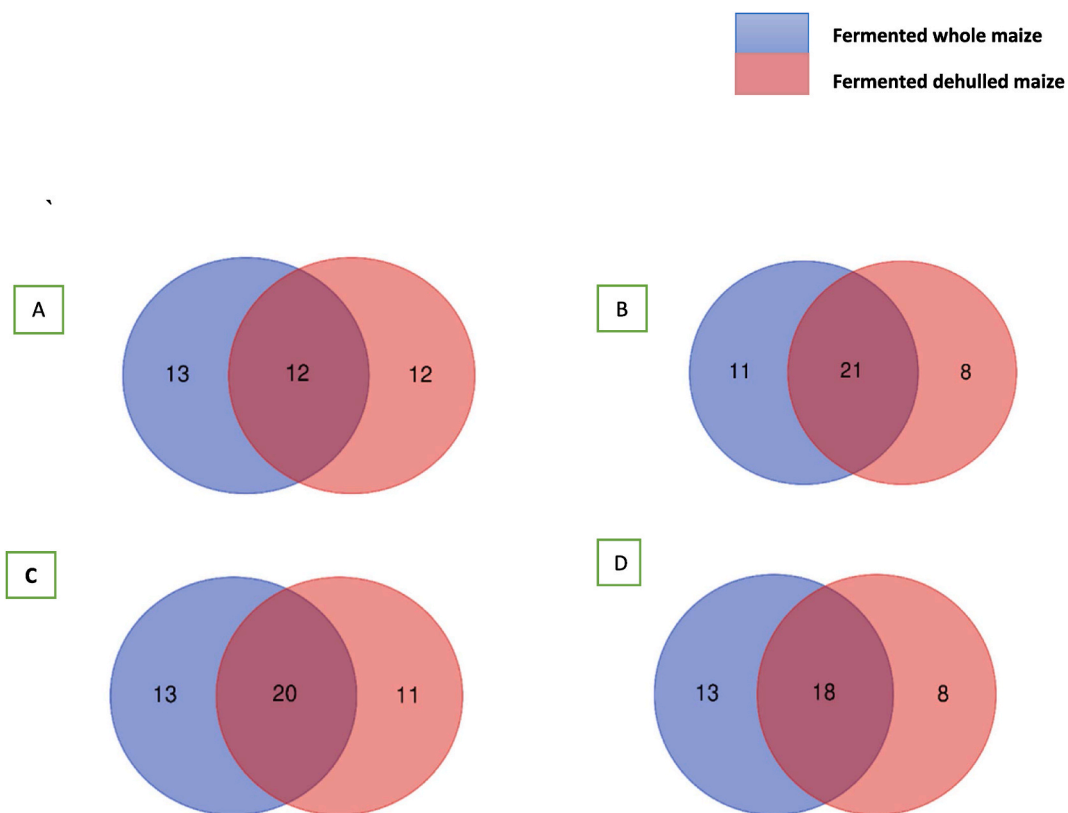 Fermented whole maize
Fermented dehulled maize
`
A
13 12 12
B
11 21 8
C
13 20 11
D
13 18 8